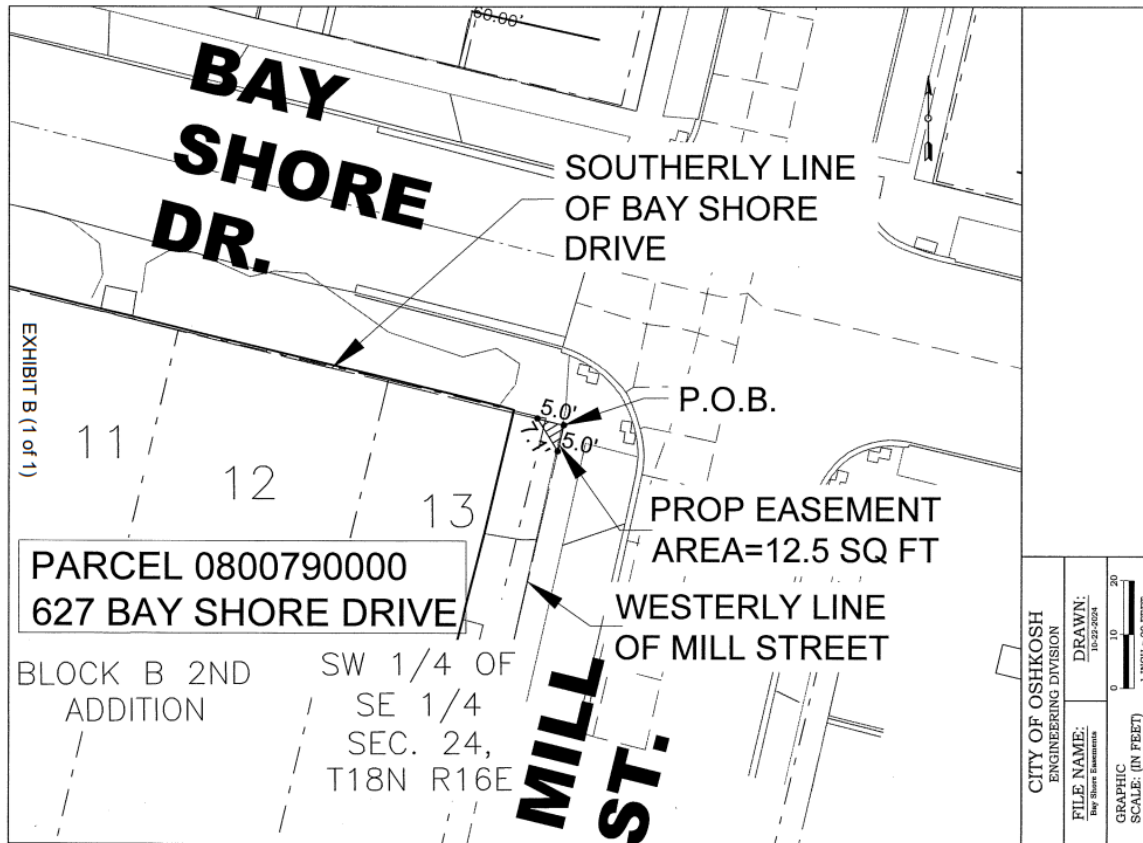 60.00'
BAY
SHORE
DR.
SOUTHERLY LINE
OF BAY SHORE
DRIVE
EXHIBIT B (1 of 1)
P.O.B.
5.0'
5.0'
7.1'
11
12
13
PROP EASEMENT
AREA=12.5 SQ FT
PARCEL 0800790000
627 BAY SHORE DRIVE
WESTERLY LINE
OF MILL STREET
BLOCK B 2ND
ADDITION
SW 1/4 OF
SE 1/4
SEC. 24,
T18N R16E
MILL
ST.
CITY OF OSHKOSH
ENGINEERING DIVISION
FILE NAME:
Bay Shore Easements
DRAWN:
10-22-2024
GRAPHIC
SCALE: (IN FEET)
0 10 20